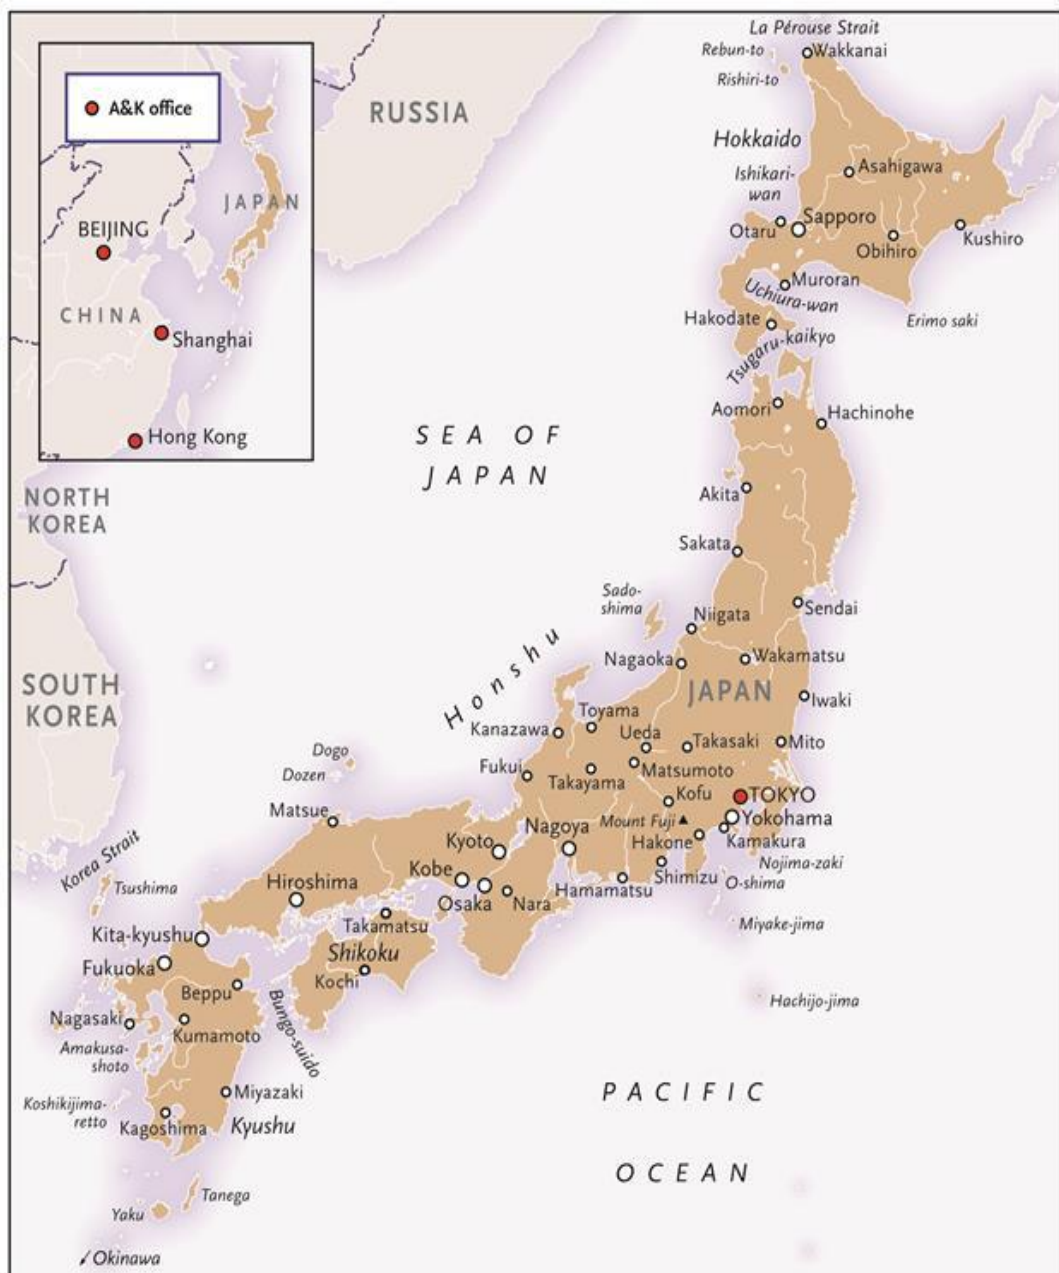 La Pérouse Strait
Rebun-to
Wakkanai
Rishiri-to
RUSSIA
A&K office
Hokkaido
Asahigawa
Ishikari-
wan
JAPAN
Sapporo
Otaru
Obihiro
Kushiro
BEIJING
Muroran
Uchiura-wan
CHINA
Hakodate
Erimo saki
Shanghai
Tsugaru-kaikyo
Aomori
Hachinohe
Hong Kong
SEA OF
JAPAN
NORTH
KOREA
Akita
Sakata
Sado-
shima
Sendai
Niigata
Honshu
Nagaoka
Wakamatsu
SOUTH
KOREA
JAPAN
Iwaki
Toyama
Kanazawa
Ueda
Takasaki
Mito
Dogo
Dozen
Fukui
Takayama
Matsumoto
Kofu
TOKYO
Matsue
Mount Fuji
Yokohama
Nagoya
Kyoto
Hakone
Kamakura
Korea Strait
Nojima-zaki
Kobe
Tsushima
Hiroshima
Hamamatsu
Shimizu
O-shima
Osaka
Nara
Takamatsu
Miyake-jima
Kita-kyushu
Shikoku
Fukuoka
Kochi
Beppu
Hachijo-jima
Bungo-suido
Nagasaki
Kumamoto
Amakusa-
shoto
PACIFIC
OCEAN
Miyazaki
Koshikijima-
retto
Kagoshima
Kyushu
Tanega
Yaku
Okinawa